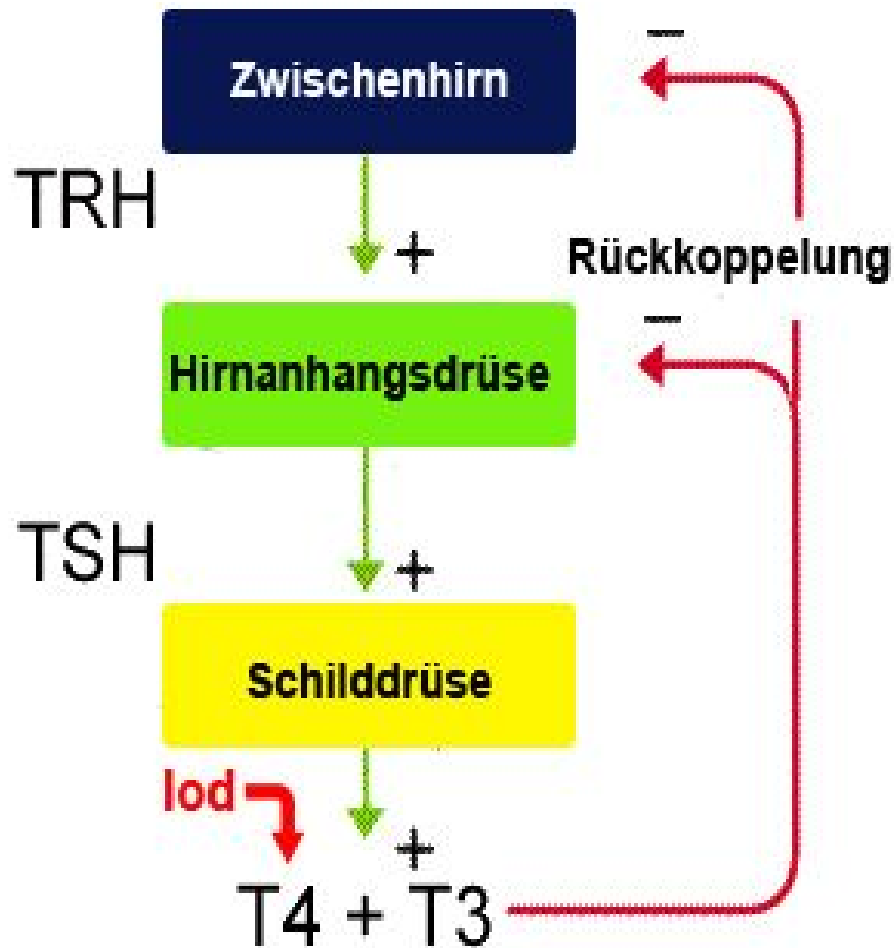 Zwischenhirn
−
TRH
+
Rückkoppelung
Hirnanhangsdrüse
−
TSH
+
Schilddrüse
Iod
+
T4 + T3